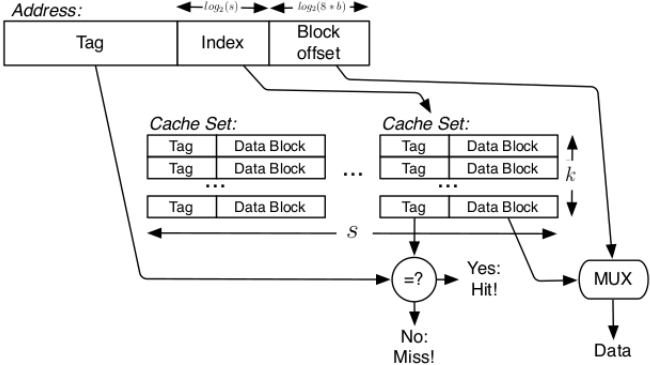 Address:
log₂(s)
log₂(8 * b)
Tag
Index
Block
offset
Cache Set:
Cache Set:
Tag
Data Block
Tag
Data Block
Tag
Data Block
...
Tag
Data Block
k
...
...
Tag
Data Block
Tag
Data Block
s
=?
Yes:
Hit!
MUX
No:
Miss!
Data